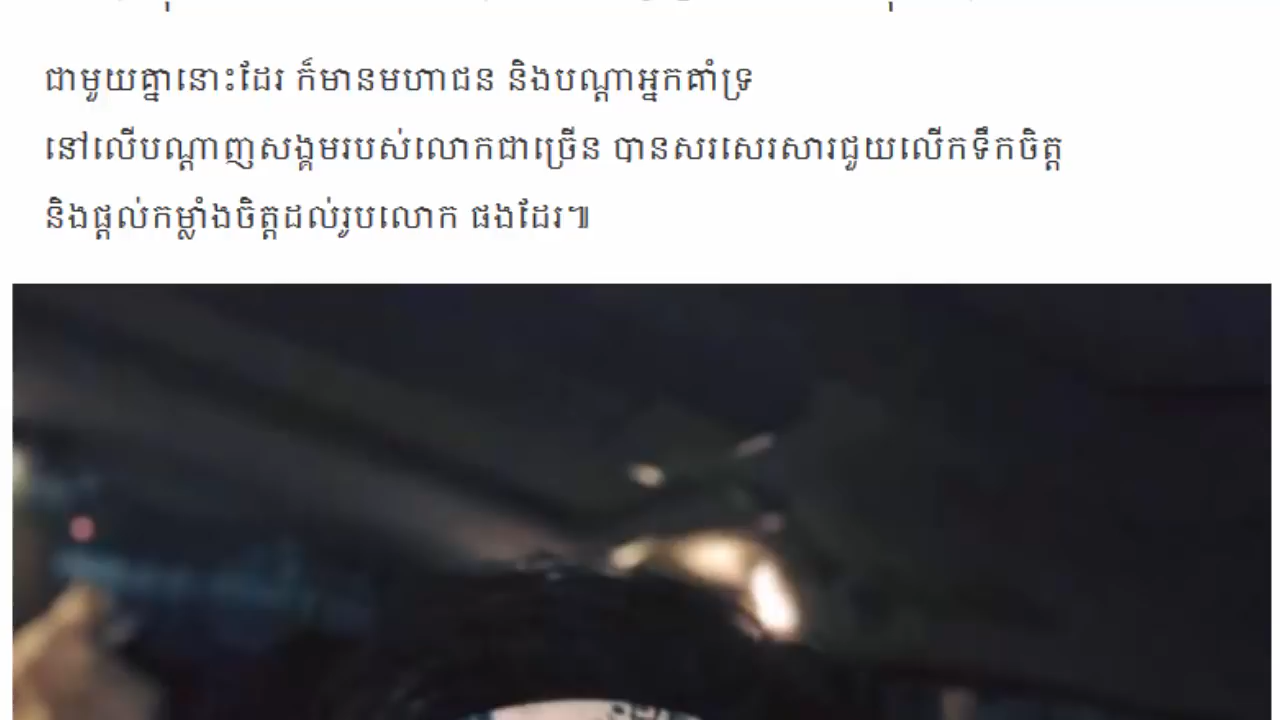 ជាមួយគ្នានោះដែរ ក៏មានមហាជន និងបណ្ដាអ្នកគាំទ្រ
នៅលើបណ្ដាញសង្គមរបស់លោកជាច្រើន បានសរសេរសារជួយលើកទឹកចិត្ត
និងផ្ដល់កម្លាំងចិត្តដល់រូបលោក ផងដែរ៕